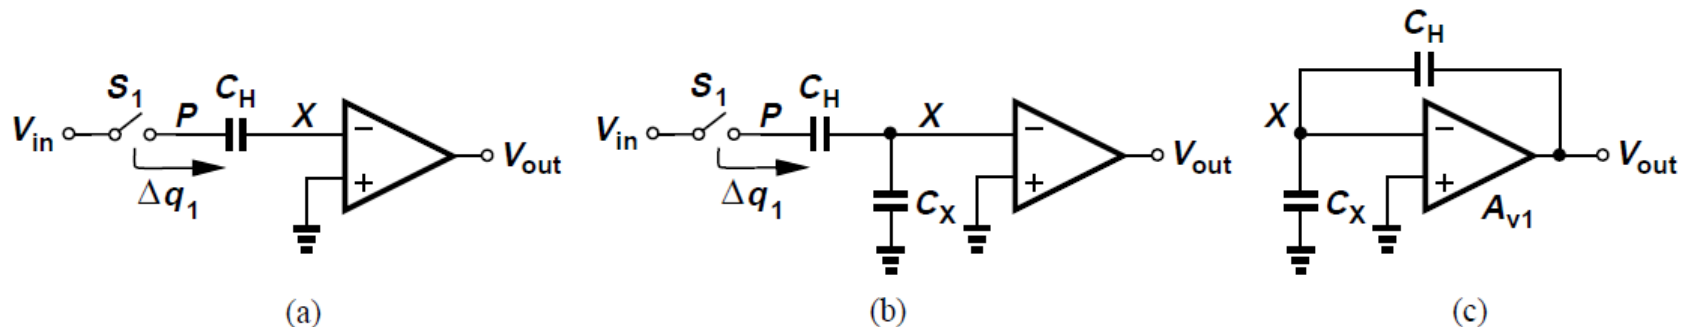 S1 P CH X
Vin
Vout
Δq1
− +
(a)
S1 P CH X
Vin
Vout
Δq1
CX
− +
(b)
CH
X
Vout
CX
Av1
− +
(c)